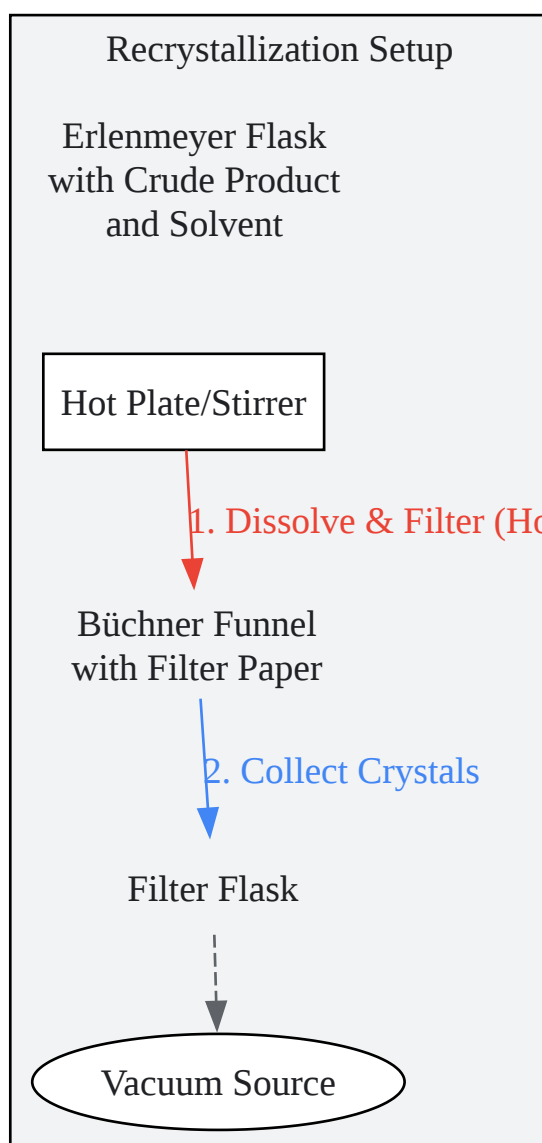 Recrystallization Setup
Erlenmeyer Flask
with Crude Product
and Solvent
Hot Plate/Stirrer
1. Dissolve & Filter (Ho
Büchner Funnel
with Filter Paper
2. Collect Crystals
Filter Flask
Vacuum Source